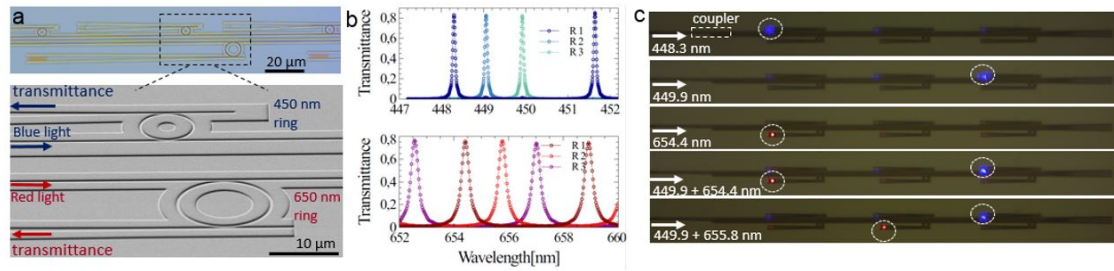 a
20 μm
transmittance
450 nm
ring
Blue light
Red light
650 nm
ring
transmittance
10 μm
b
Transmittance
0,8
0,6
0,4
0,2
0
R 1
R 2
R 3
447
448
449
450
451
452
Transmittance
0,8
0,6
0,4
0,2
0
R 1
R 2
R 3
652
654
656
658
660
Wavelength[nm]
c
coupler
448.3 nm
449.9 nm
654.4 nm
449.9 + 654.4 nm
449.9 + 655.8 nm